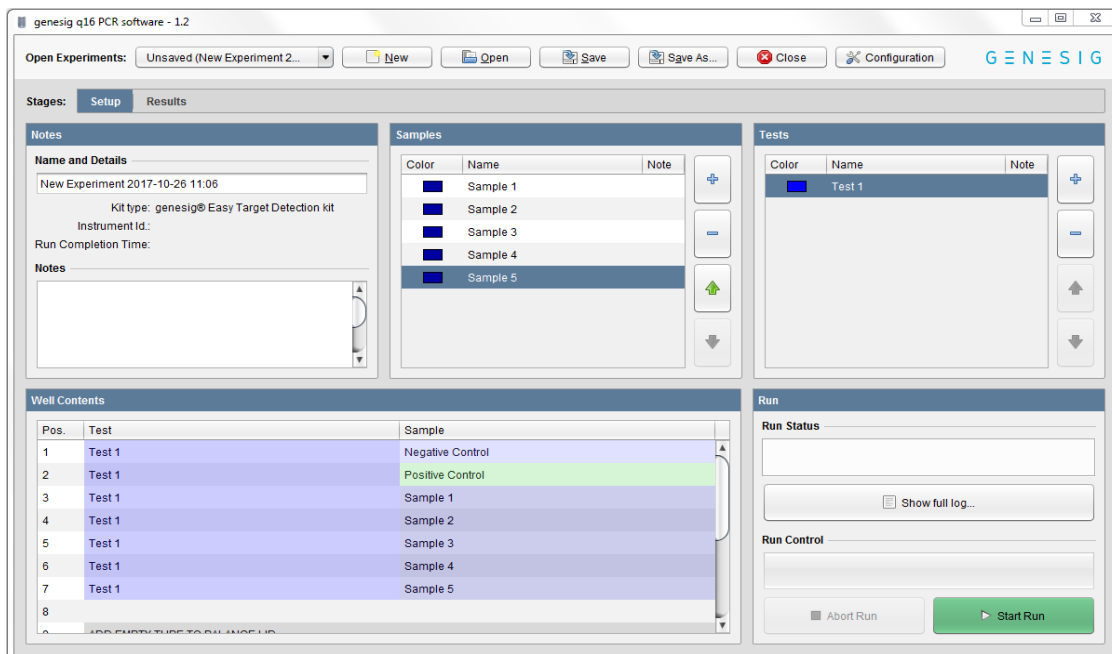 genesig q16 PCR software - 1.2
Open Experiments: Unsaved (New Experiment 2... New Open Save Save As... Close Configuration GENESIG
Stages: Setup Results
Notes
Name and Details
New Experiment 2017-10-26 11:06
Kit type: genesig® Easy Target Detection kit
Instrument Id.:
Run Completion Time:
Notes
Samples
Color Name Note
Sample 1
Sample 2
Sample 3
Sample 4
Sample 5
Tests
Color Name Note
Test 1
Well Contents
Pos. Test Sample
1 Test 1 Negative Control
2 Test 1 Positive Control
3 Test 1 Sample 1
4 Test 1 Sample 2
5 Test 1 Sample 3
6 Test 1 Sample 4
7 Test 1 Sample 5
8
ADD EMPTY TUBE TO BALANCE LID
Run
Run Status
Show full log...
Run Control
Abort Run Start Run